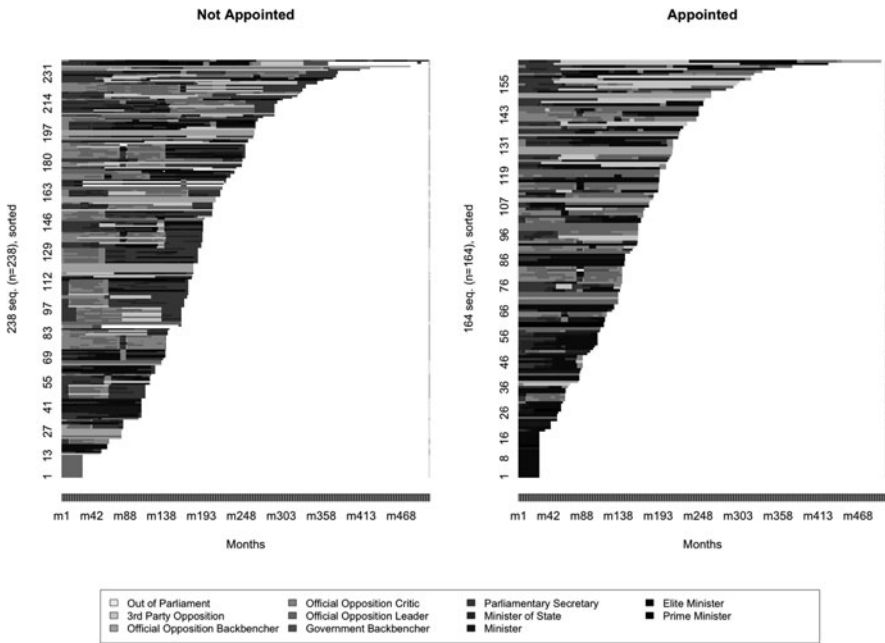 Not Appointed
Appointed
238 seq. (n=238), sorted
1 13 27 41 55 69 83 97 112 129 146 163 180 197 214 231
m1 m42 m88 m138 m193 m248 m303 m358 m413 m468
Months
164 seq. (n=164), sorted
1 8 16 26 36 46 56 66 76 86 96 107 119 131 143 155
m1 m42 m88 m138 m193 m248 m303 m358 m413 m468
Months
Out of Parliament
3rd Party Opposition
Official Opposition Backbencher
Official Opposition Critic
Official Opposition Leader
Government Backbencher
Parliamentary Secretary
Minister of State
Minister
Elite Minister
Prime Minister